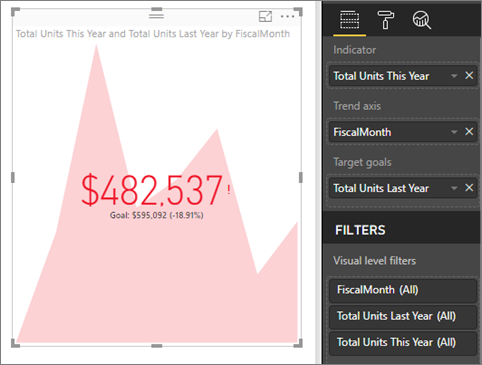 Total Units This Year and Total Units Last Year by FiscalMonth
$482,537!
Goal: $595,092 (-18.91%)
Indicator
Total Units This Year
Trend axis
FiscalMonth
Target goals
Total Units Last Year
FILTERS
Visual level filters
FiscalMonth (All)
Total Units Last Year (All)
Total Units This Year (All)